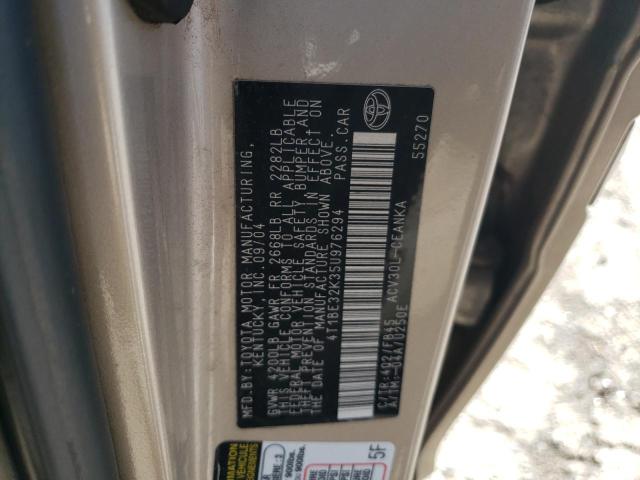 MFD.BY: TOYOTA MOTOR MANUFACTURING,
KENTUCKY, INC. 09/04
GVWR 4200LB GAWR FR 2668LB RR 2282LB
THIS VEHICLE CONFORMS TO ALL APPLICABLE
FEDERAL MOTOR VEHICLE SAFETY, BUMPER, AND
THEFT PREVENTION STANDARDS IN EFFECT ON
THE DATE OF MANUFACTURE SHOWN ABOVE.
4T1BE32K35U976294 PASS.CAR
C/TR:4Q2/FB45 ACV30L-CEANKA
A/TM:-04A/U250E 55270
5F